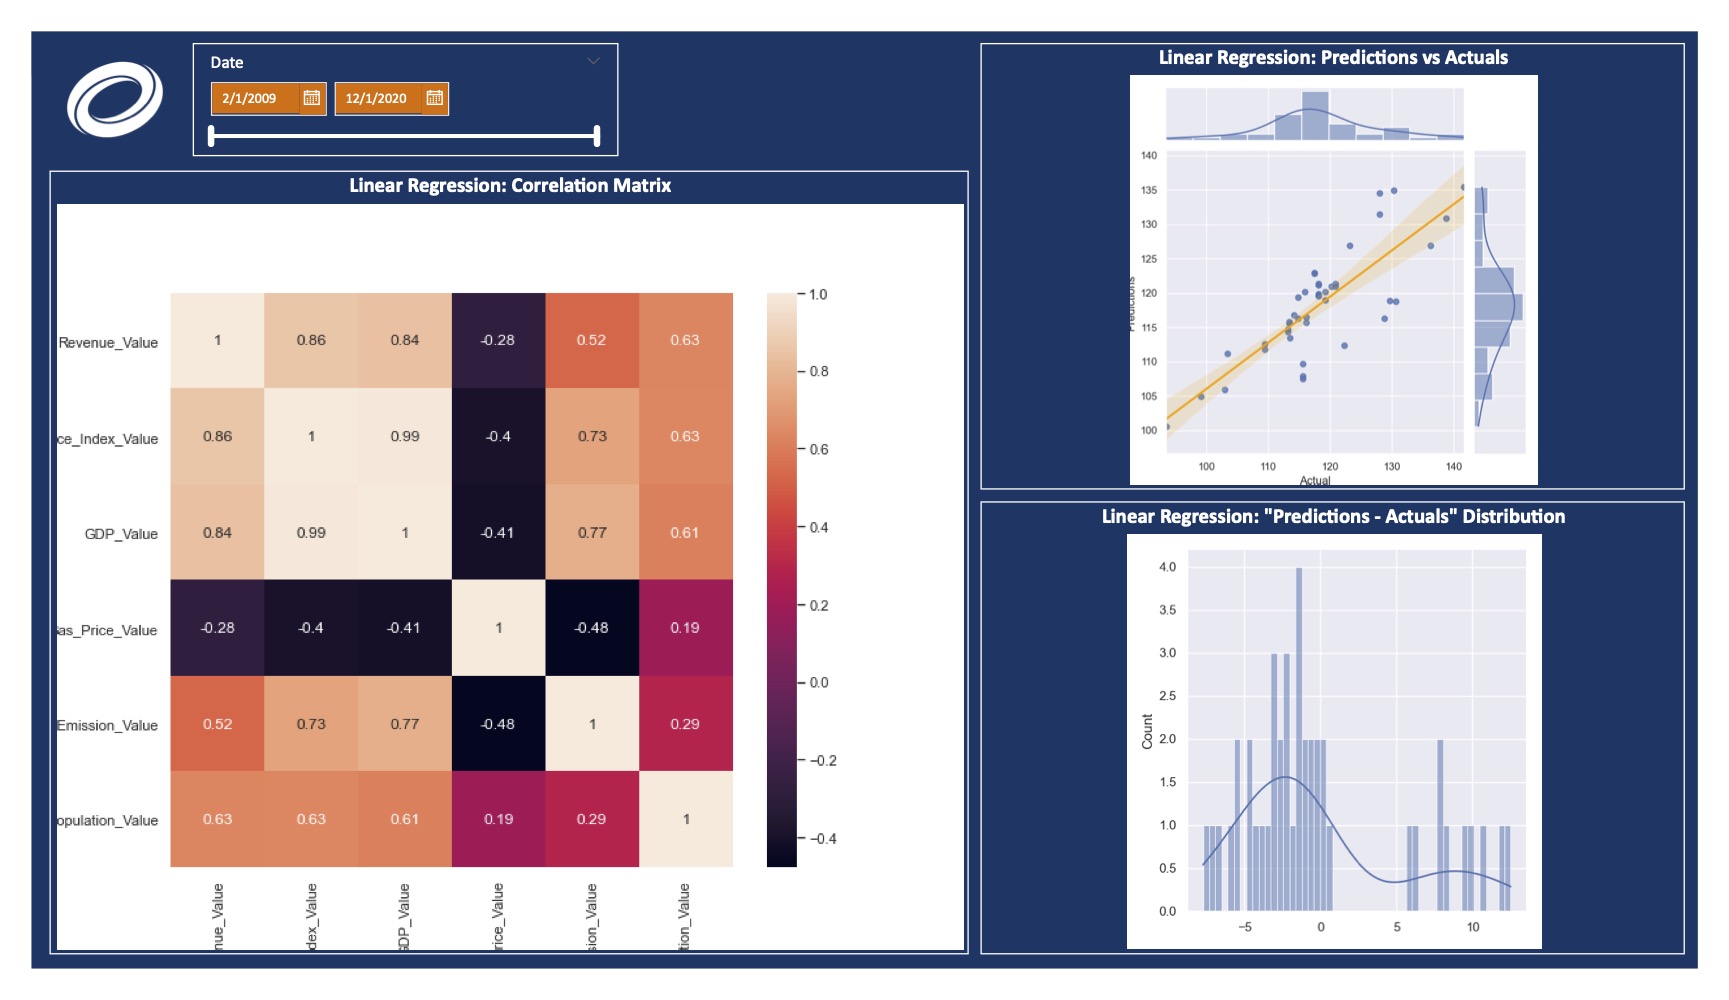 Date
2/1/2009 12/1/2020
Linear Regression: Correlation Matrix
1.0
Revenue_Value 1 0.86 0.84 -0.28 0.52 0.63
0.8
ce_Index_Value 0.86 1 0.99 -0.4 0.73 0.63
0.6
GDP_Value 0.84 0.99 1 -0.41 0.77 0.61
0.4
as_Price_Value -0.28 -0.4 -0.41 1 -0.48 0.19
0.2
0.0
Emission_Value 0.52 0.73 0.77 -0.48 1 0.29
−0.2
opulation_Value 0.63 0.63 0.61 0.19 0.29 1
−0.4
nue_Value
dex_Value
GDP_Value
rice_Value
sion_Value
tion_Value
Linear Regression: Predictions vs Actuals
140
135
130
125
120
115
110
105
100
Predictions
100 110 120 130 140
Actual
Linear Regression: "Predictions - Actuals" Distribution
4.0
3.5
3.0
2.5
2.0
1.5
1.0
0.5
0.0
Count
−5 0 5 10